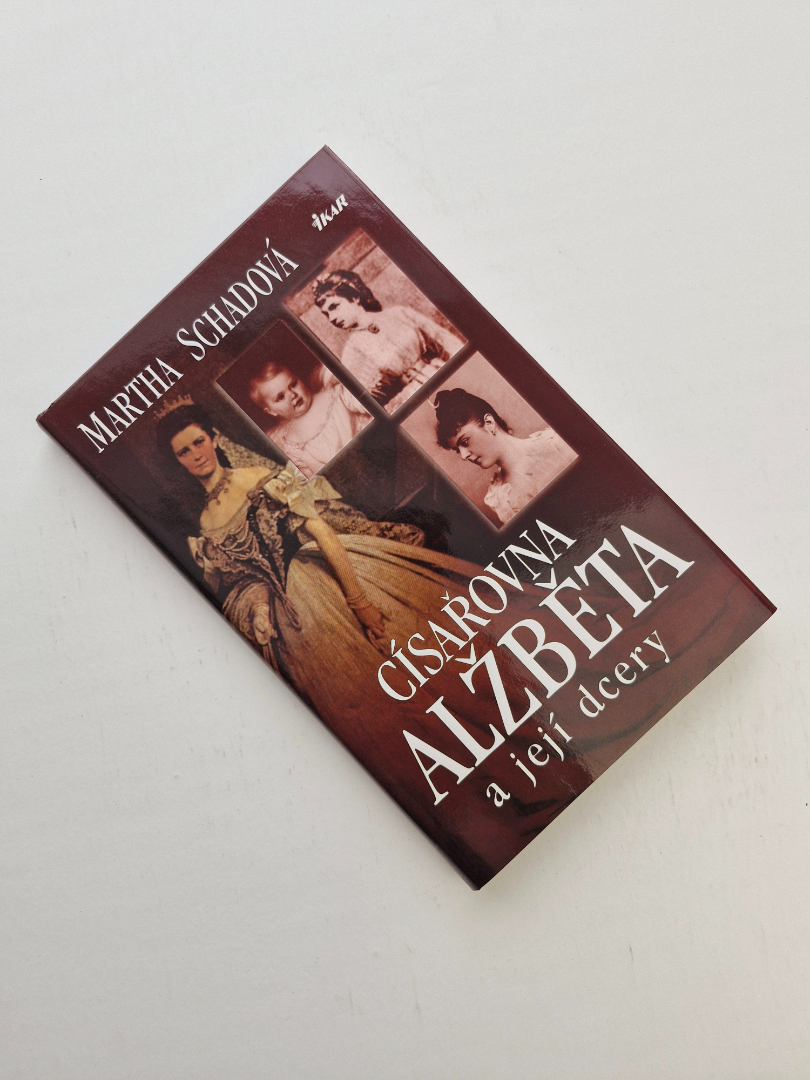 IKAR
MARTHA SCHADOVÁ
CÍSAŘOVNA
ALŽBĚTA
a její dcery